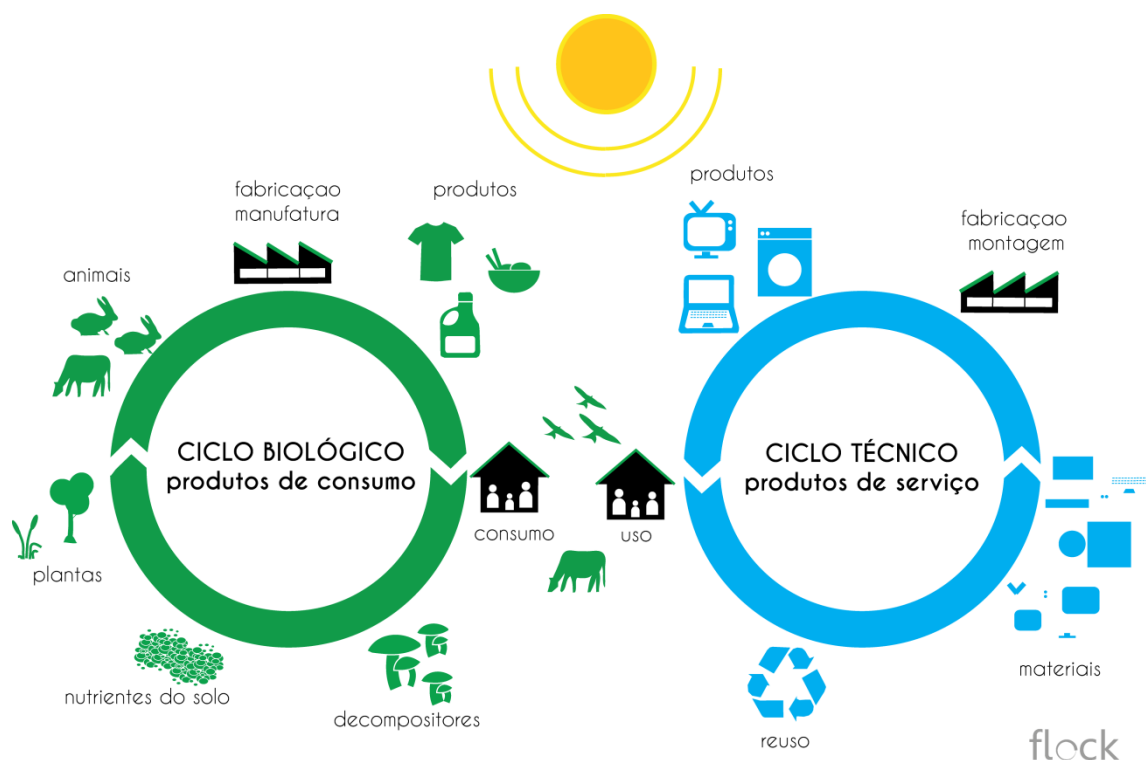 produtos
fabricaçao
manufatura
produtos
fabricaçao
montagem
animais
CICLO BIOLÓGICO
produtos de consumo
CICLO TÉCNICO
produtos de serviço
consumo
uso
plantas
nutrientes do solo
decompositores
materiais
reuso
flock